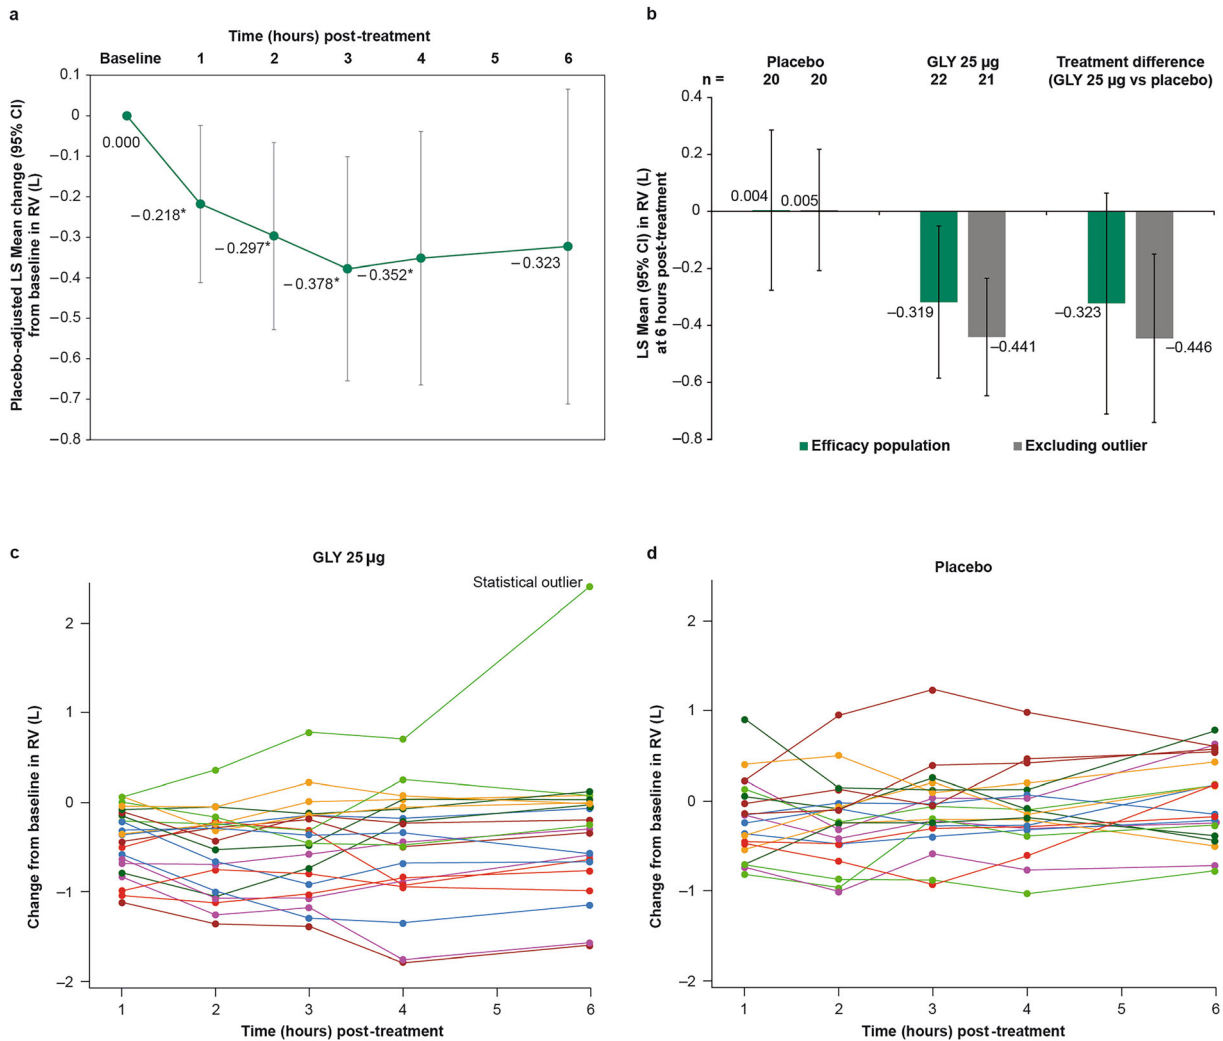 a
Time (hours) post-treatment
Baseline 1 2 3 4 5 6
Placebo-adjusted LS Mean change (95% CI)
from baseline in RV (L)
0.1
0
−0.1
−0.2
−0.3
−0.4
−0.5
−0.6
−0.7
−0.8
0.000
−0.218*
−0.297*
−0.378*
−0.352*
−0.323
b
Placebo GLY 25 µg Treatment difference
(GLY 25 µg vs placebo)
n = 20 20 22 21
LS Mean (95% CI) in RV (L)
at 6 hours post-treatment
0.4
0.2
0
−0.2
−0.4
−0.6
−0.8
0.004
0.005
−0.319
−0.441
−0.323
−0.446
Efficacy population
Excluding outlier
c
GLY 25 µg
Statistical outlier
Change from baseline in RV (L)
2
1
0
−1
−2
1 2 3 4 5 6
Time (hours) post-treatment
d
Placebo
Change from baseline in RV (L)
2
1
0
−1
−2
1 2 3 4 5 6
Time (hours) post-treatment